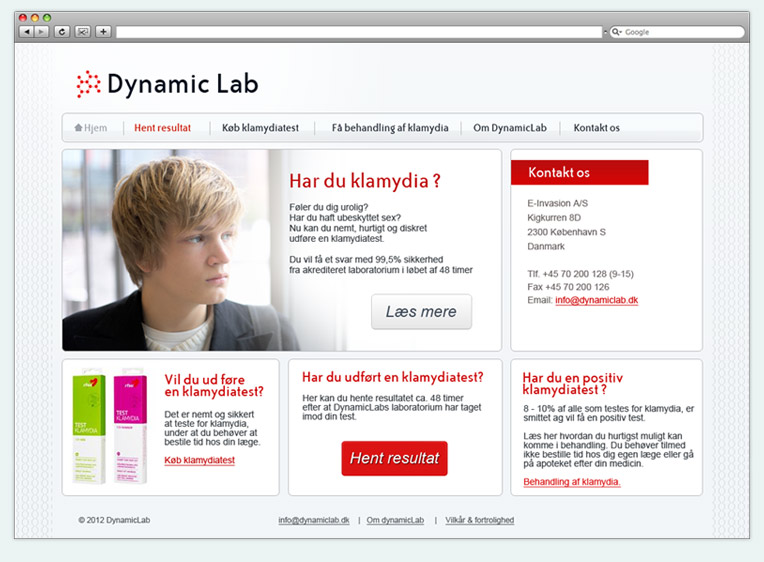 Google
Dynamic Lab
Hjem
Hent resultat
Køb klamydiatest
Få behandling af klamydia
Om DynamicLab
Kontakt os
Har du klamydia ?
Føler du dig urolig?
Har du haft ubeskyttet sex?
Nu kan du nemt, hurtigt og diskret
udføre en klamydiatest.
Du vil få et svar med 99,5% sikkerhed
fra akrediteret laboratorium i løbet af 48 timer
Læs mere
Kontakt os
E-Invasion A/S
Kigkurren 8D
2300 København S
Danmark
Tlf. +45 70 200 128 (9-15)
Fax +45 70 200 126
Email: info@dynamiclab.dk
TEST
KLAMYDIA
TEST
KLAMYDIA
Vil du ud føre
en klamydiatest?
Det er nemt og sikkert
at teste for klamydia,
under at du behøver at
bestile tid hos din læge.
Køb klamydiatest
Har du udført en klamydiatest?
Her kan du hente resultatet ca. 48 timer
efter at DynamicLabs laboratorium har taget
imod din test.
Hent resultat
Har du en positiv
klamydiatest ?
8 - 10% af alle som testes for klamydia, er
smittet ag vil få en positiv test.
Læs her hvordan du hurtigst muligt kan
komme i behandling. Du behøver tilmed
ikke bestille tid hos dig egen læge eller gå
på apoteket efter din medicin.
Behandling af klamydia.
© 2012 DynamicLab
info@dynamiclab.dk | Om dynamicLab | Vilkår & fortrolighed